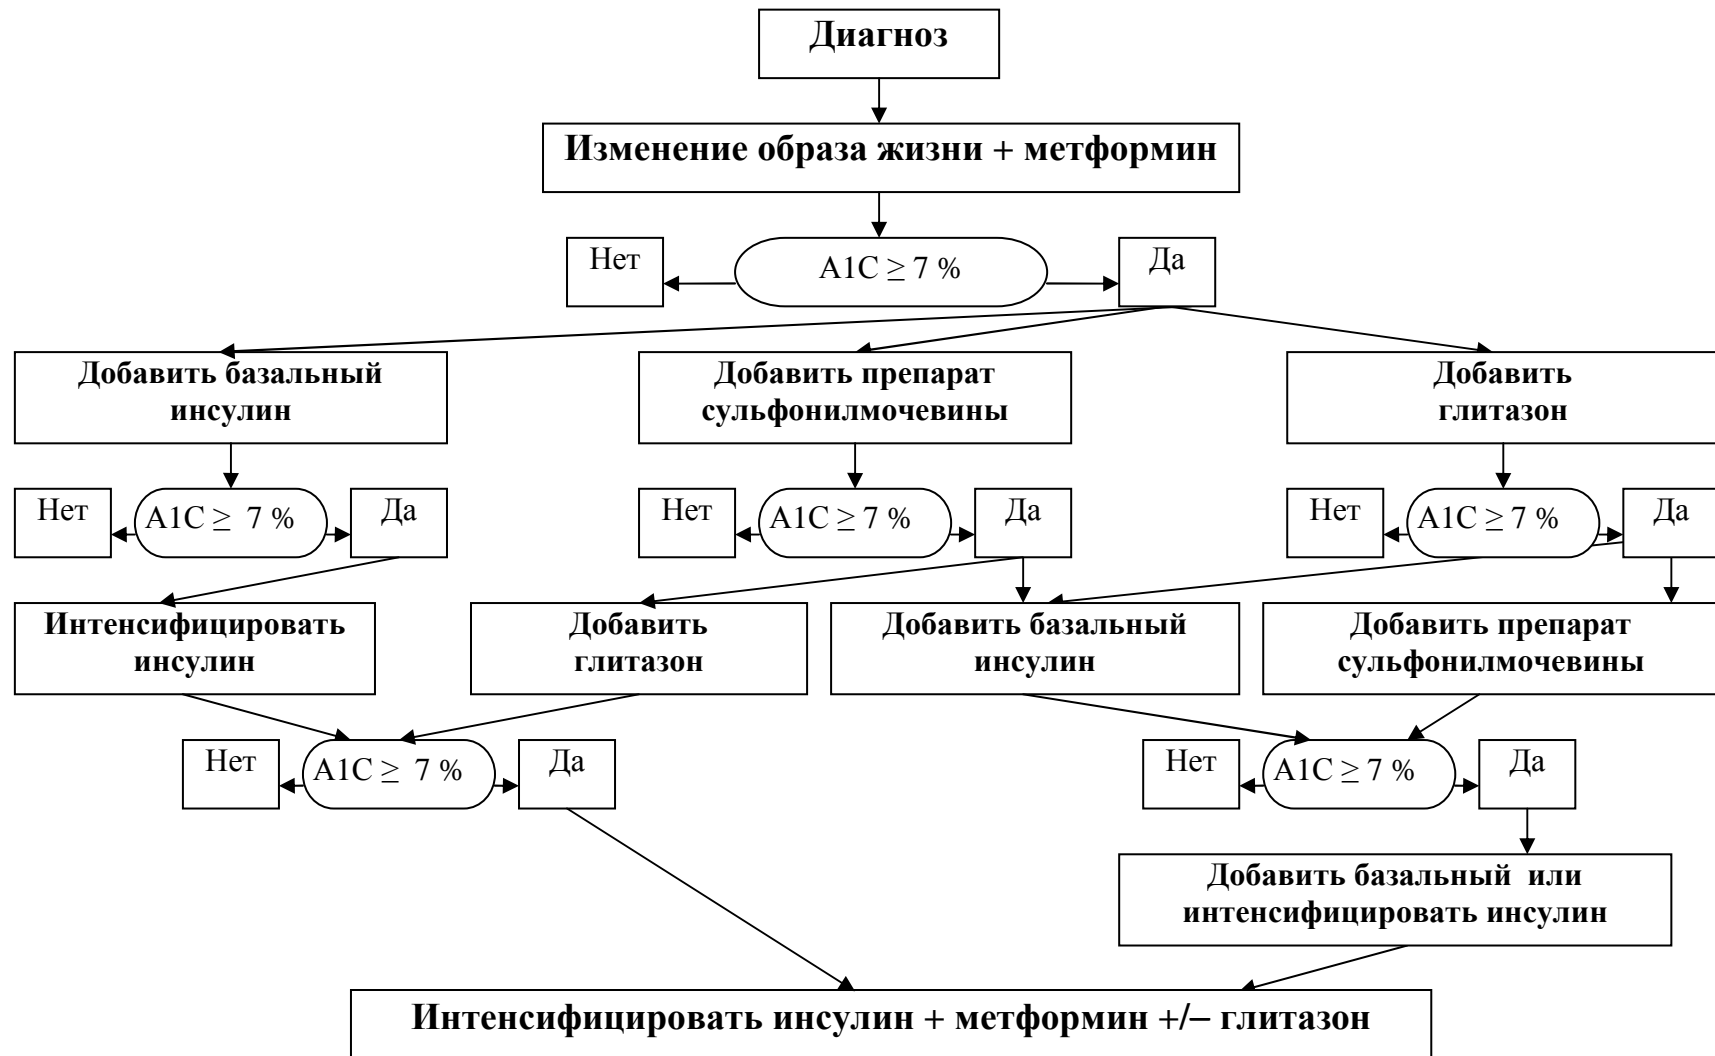 Диагноз
Изменение образа жизни + метформин
Нет
A1C ≥ 7 %
Да
Добавить базальный
инсулин
Добавить препарат
сульфонилмочевины
Добавить
глитазон
Нет
A1C ≥ 7 %
Да
Нет
A1C ≥ 7 %
Да
Нет
A1C ≥ 7 %
Да
Интенсифицировать
инсулин
Добавить
глитазон
Добавить базальный
инсулин
Добавить препарат
сульфонилмочевины
Нет
A1C ≥ 7 %
Да
Нет
A1C ≥ 7 %
Да
Добавить базальный или
интенсифицировать инсулин
Интенсифицировать инсулин + метформин +/− глитазон